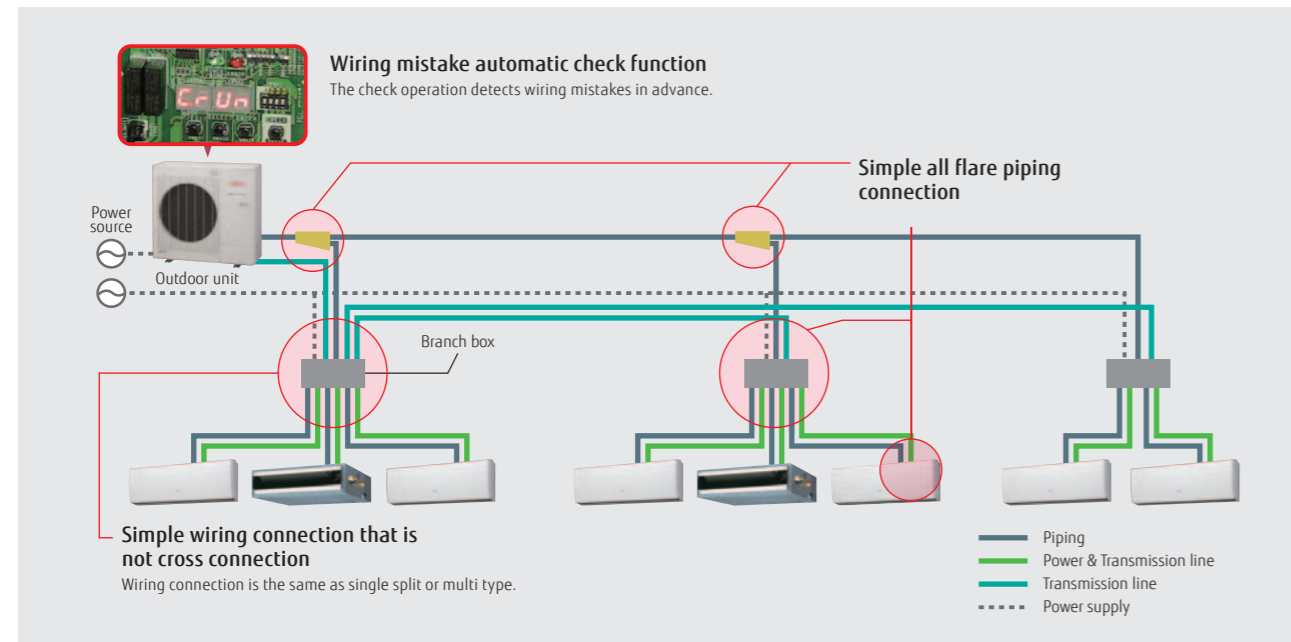 Wiring mistake automatic check function
The check operation detects wiring mistakes in advance.
CrUn
Simple all flare piping
connection
Power
source
Outdoor unit
Branch box
Simple wiring connection that is
not cross connection
Wiring connection is the same as single split or multi type.
Piping
Power & Transmission line
Transmission line
Power supply